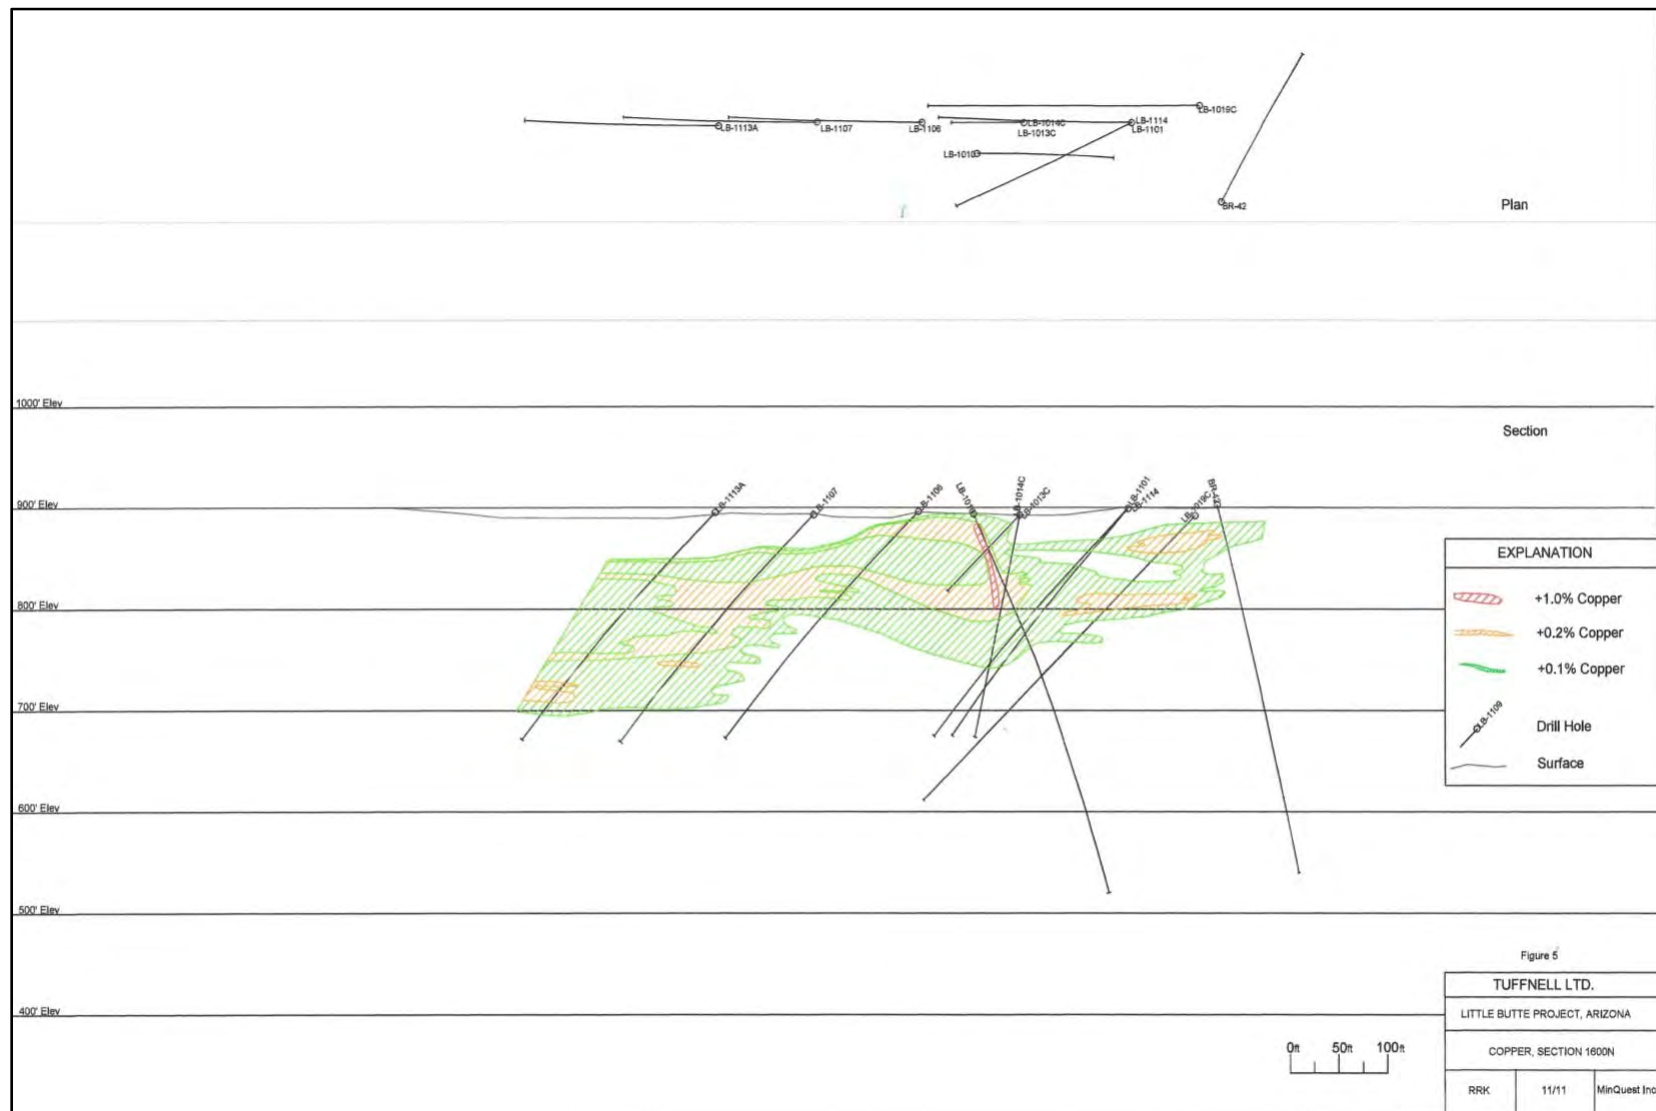 LB-1019C
LB-1113A
LB-1107
LB-1106
LB-1014C
LB-1013C
LB-1114
LB-1101
LB-1010
BR-42
Plan
1000' Elev
Section
LB-1113A
LB-1107
LB-1106
LB-1010
LB-1014C
LB-1013C
LB-1101
LB-1114
LB-1019C
BR-42
900' Elev
800' Elev
700' Elev
600' Elev
500' Elev
400' Elev
EXPLANATION
+1.0% Copper
+0.2% Copper
+0.1% Copper
LB-1109
Drill Hole
Surface
Figure 5
TUFFNELL LTD.
LITTLE BUTTE PROJECT, ARIZONA
COPPER, SECTION 1600N
RRK 11/11 MinQuest Inc
0ft 50ft 100ft